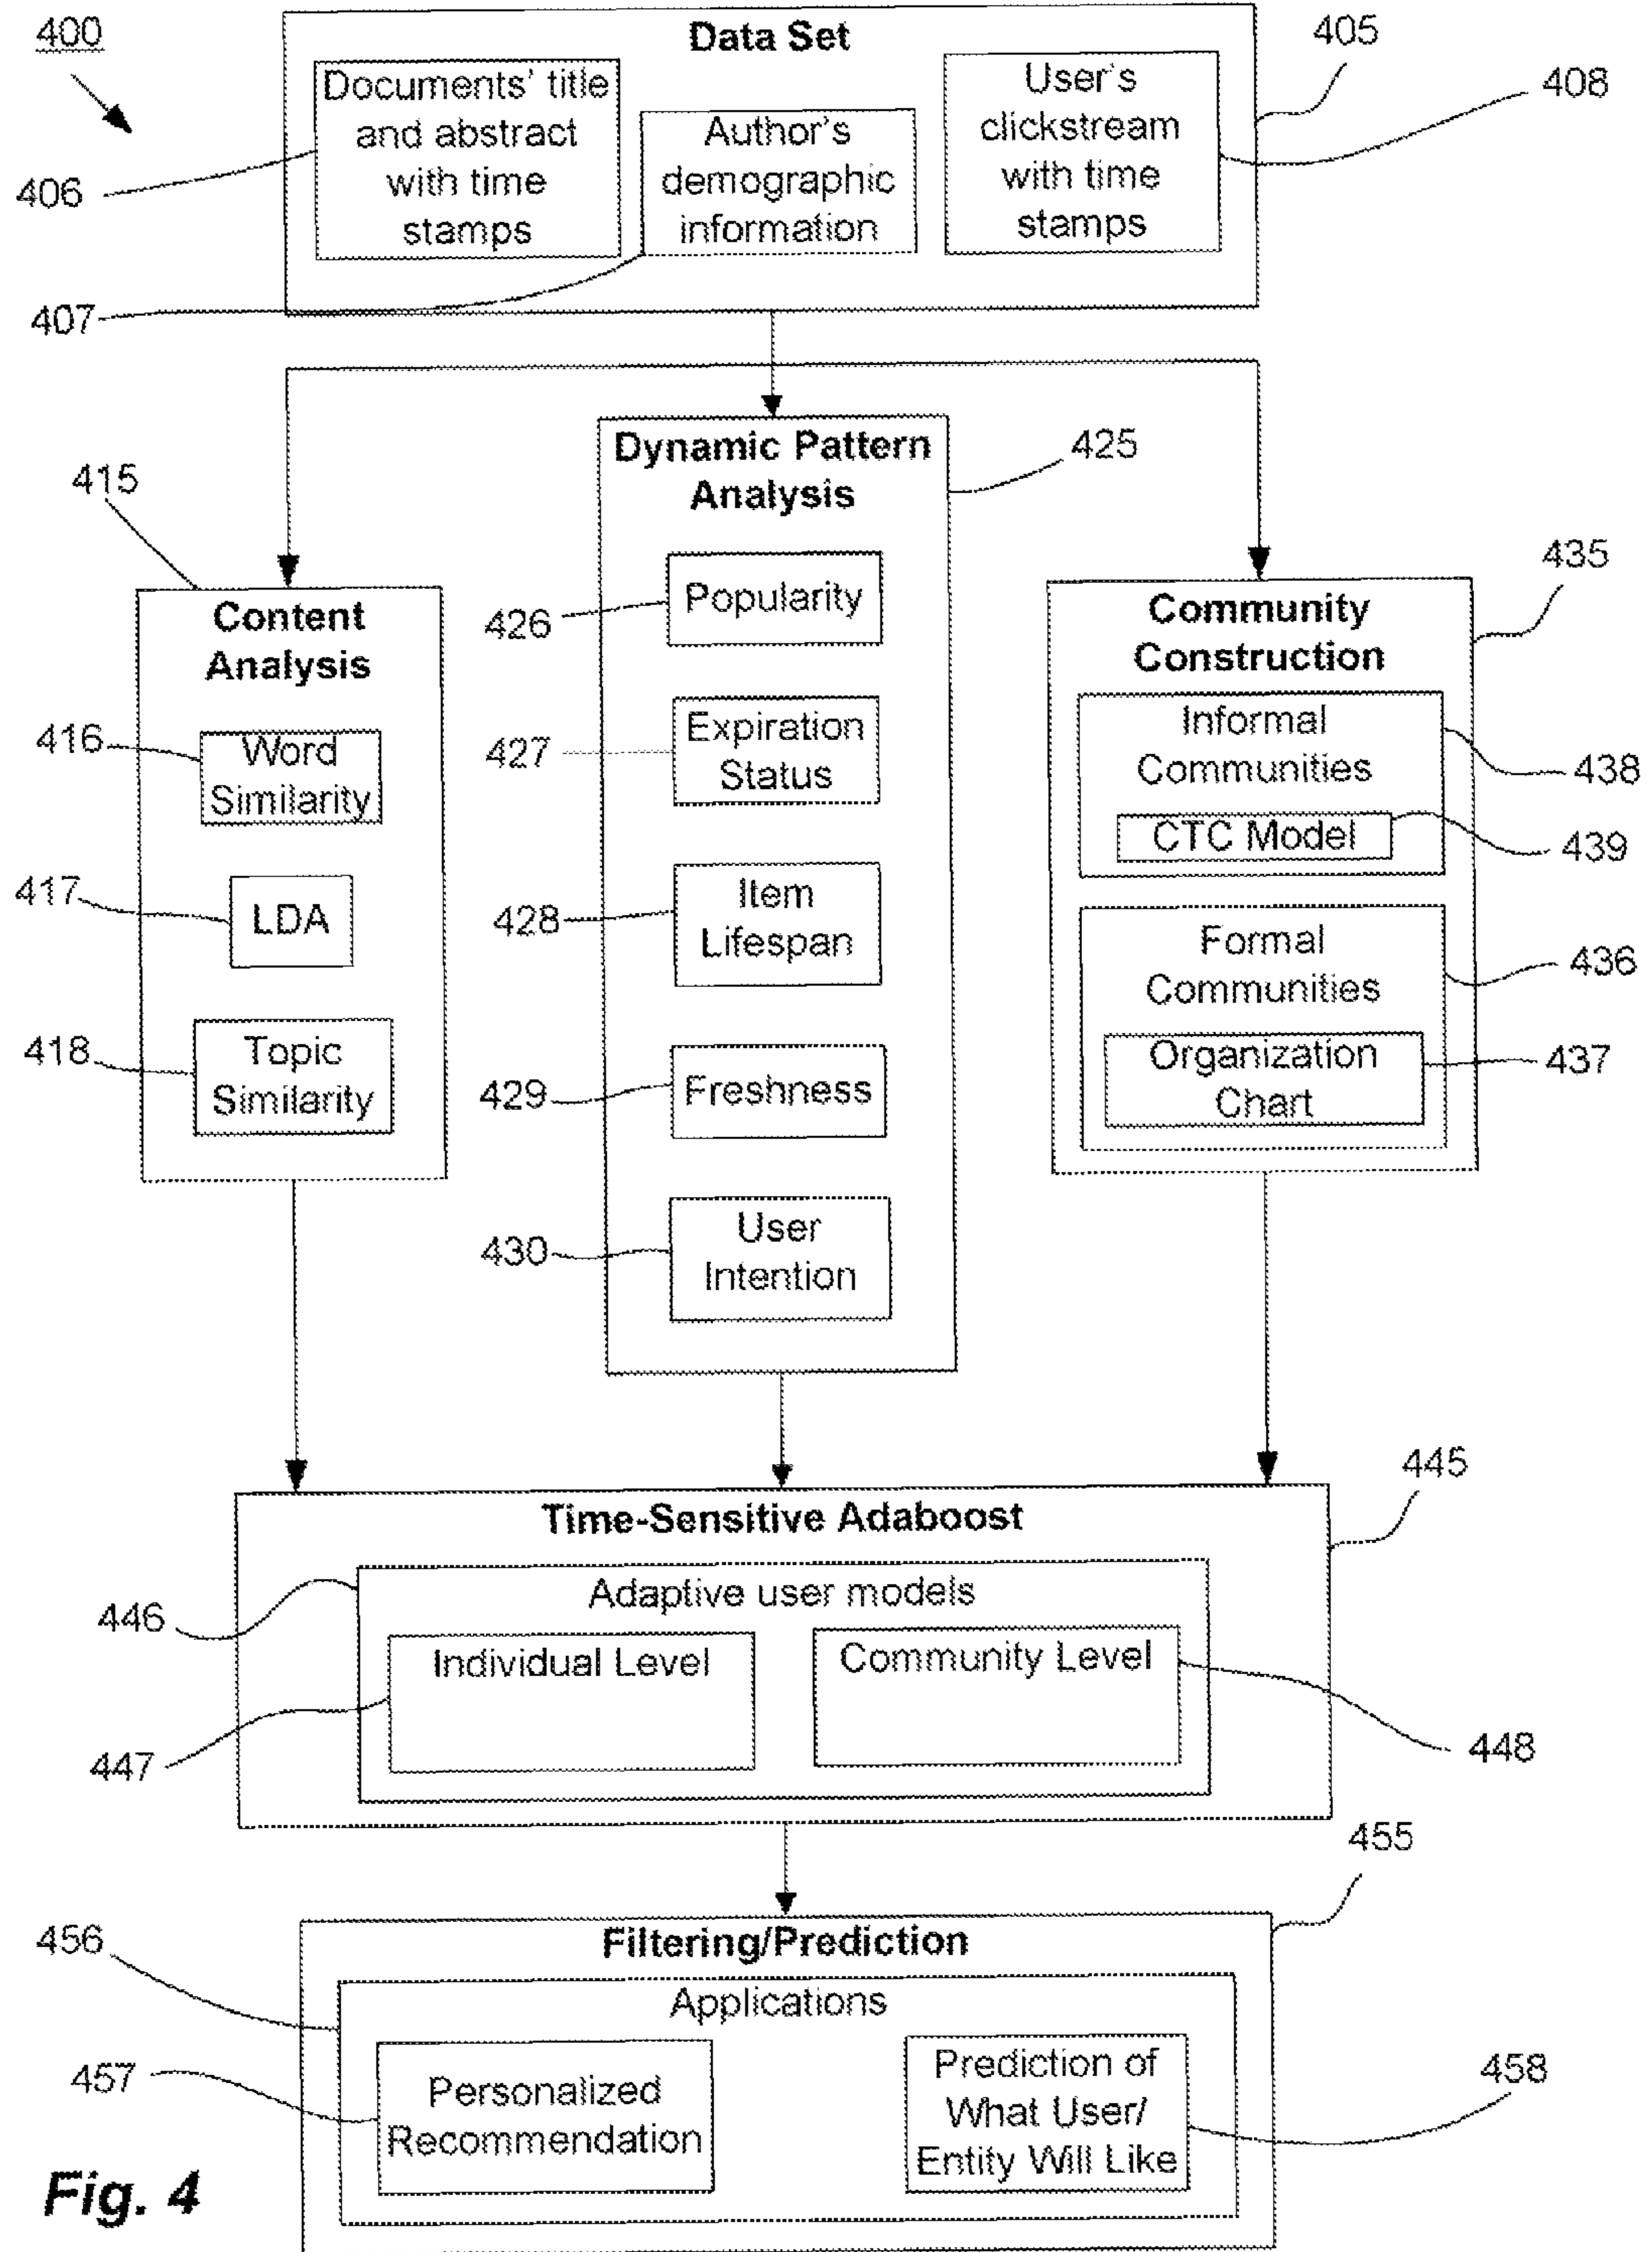 400
Data Set
405
Documents' title
and abstract
with time
stamps
Author's
demographic
information
User's
clickstream
with time
stamps
408
406
407
415
Content
Analysis
416
Word
Similarity
417
LDA
418
Topic
Similarity
Dynamic Pattern
Analysis
425
426
Popularity
427
Expiration
Status
428
Item
Lifespan
429
Freshness
430
User
Intention
435
Community
Construction
Informal
Communities
438
CTC Model
439
Formal
Communities
436
Organization
Chart
437
445
Time-Sensitive Adaboost
446
Adaptive user models
Individual Level
Community Level
447
448
455
Filtering/Prediction
456
Applications
457
Personalized
Recommendation
Prediction of
What User/
Entity Will Like
458
Fig. 4